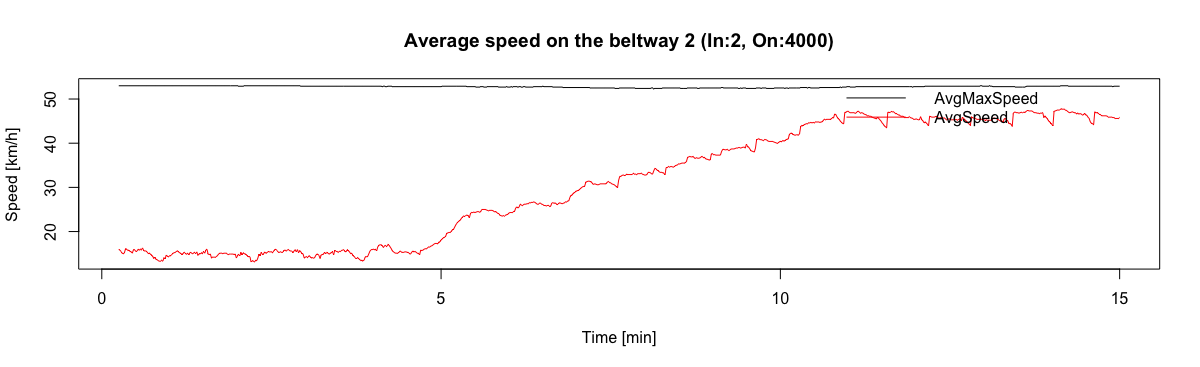 Average speed on the beltway 2 (In:2, On:4000)
Speed [km/h]
50
40
30
20
AvgMaxSpeed
AvgSpeed
0 5 10 15
Time [min]